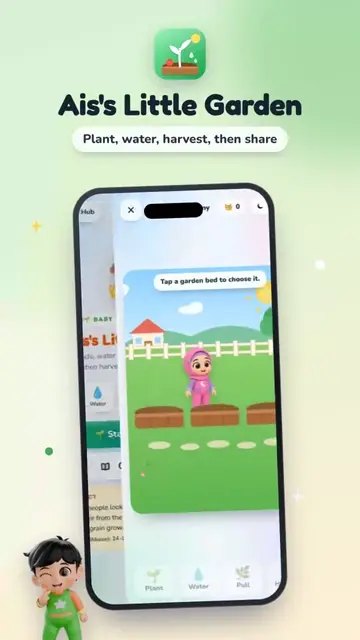 Ais's Little Garden
Plant, water, harvest, then share
Hub
0
Tap a garden bed to choose it.
BABY
Water
Plant
Water
Pull